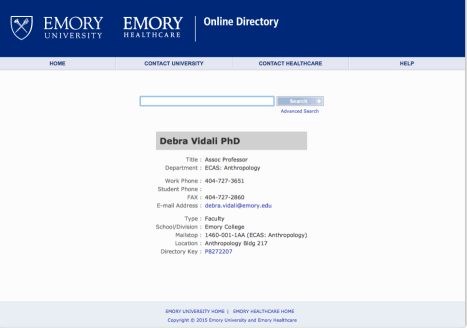 EMORY UNIVERSITY
EMORY HEALTHCARE
Online Directory
HOME CONTACT UNIVERSITY CONTACT HEALTHCARE HELP
Search
Advanced Search
Debra Vidali PhD
Title : Assoc Professor
Department : ECAS: Anthropology
Work Phone : 404-727-3651
Student Phone :
FAX : 404-727-2860
E-mail Address : debra.vidali@emory.edu
Type : Faculty
School/Division : Emory College
Mailstop : 1460-001-1AA (ECAS: Anthropology)
Location : Anthropology Bldg 217
Directory Key : P8272207
EMORY UNIVERSITY HOME | EMORY HEALTHCARE HOME
Copyright © 2015 Emory University and Emory Healthcare